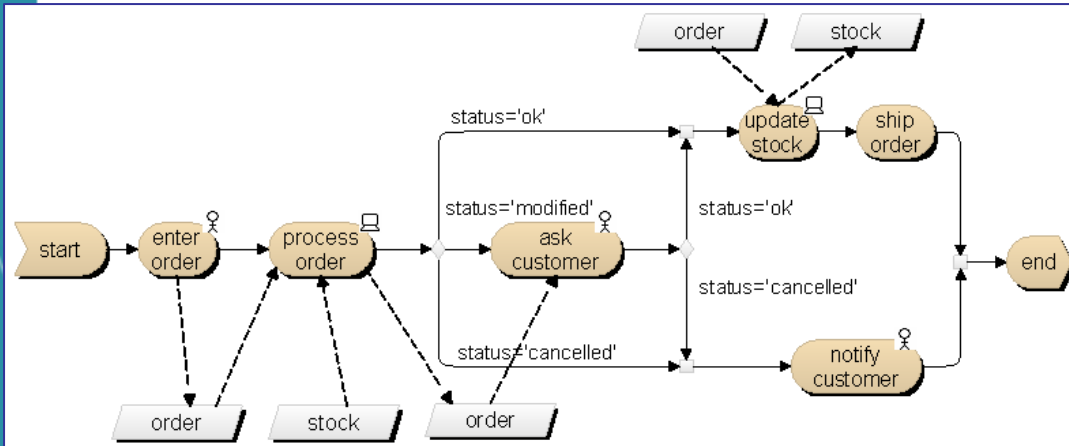 order
stock
status='ok'
update
stock
ship
order
status='modified'
status='ok'
start
enter
order
process
order
ask
customer
end
status='cancelled'
status='cancelled'
notify
customer
order
stock
order